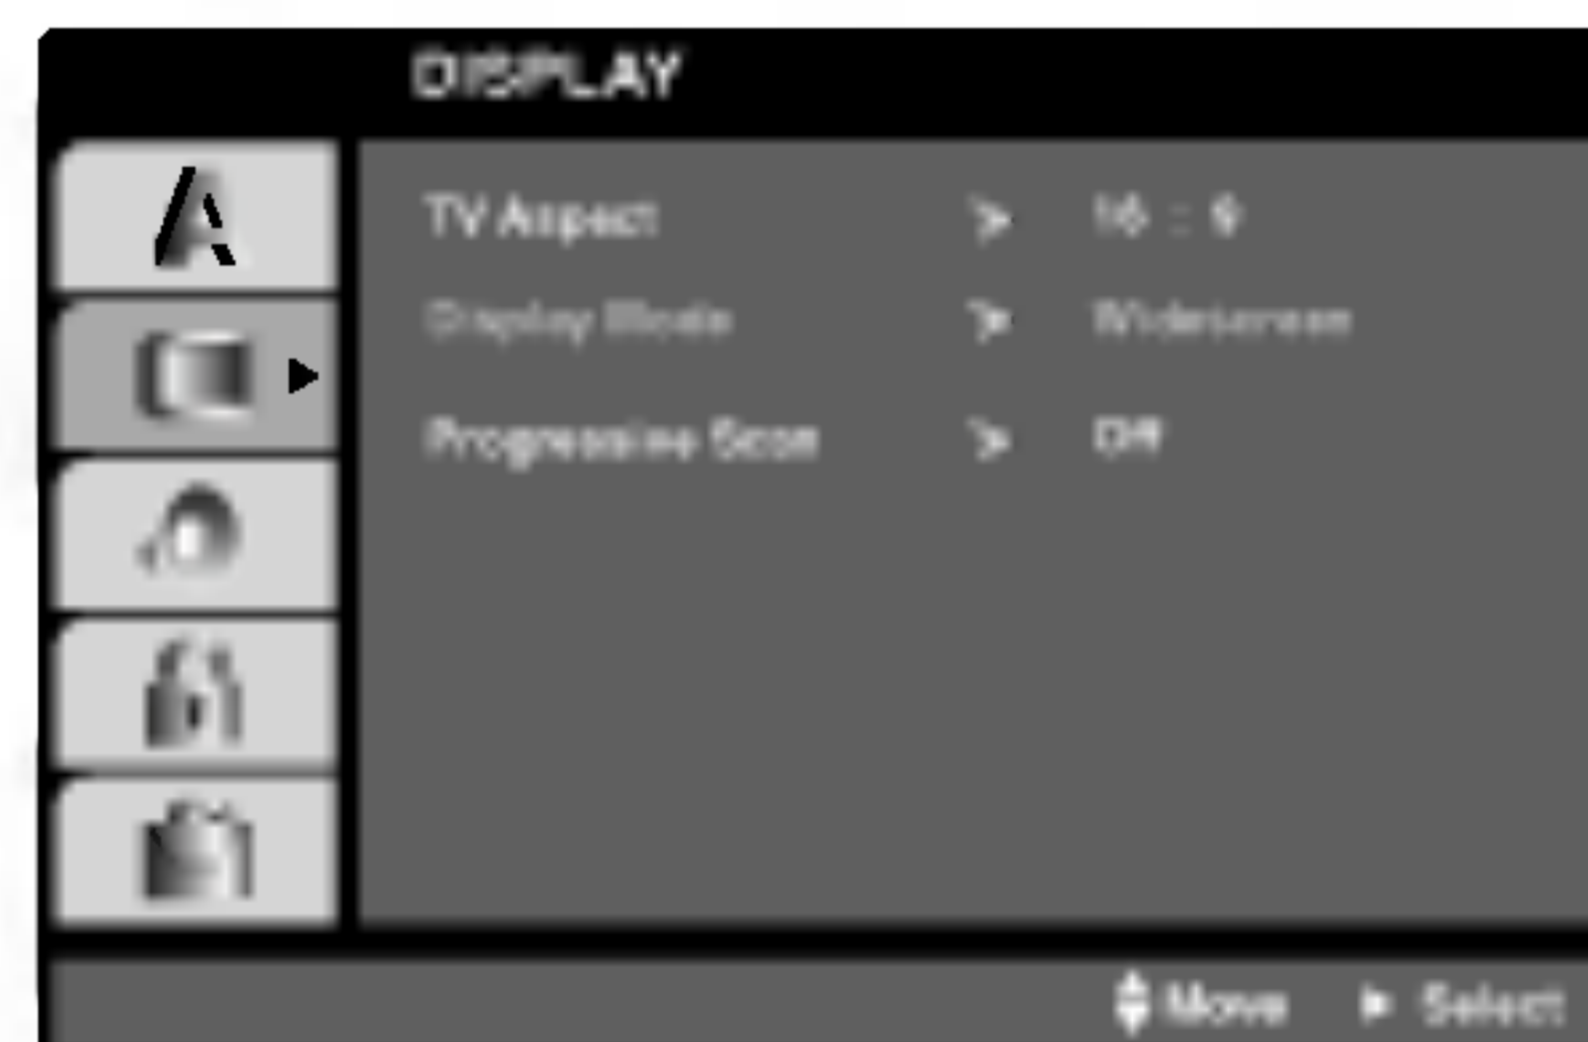 DISPLAY
TV Aspect > 16 : 9
Display Mode > Widescreen
Progressive Scan > Off
Move ► Select